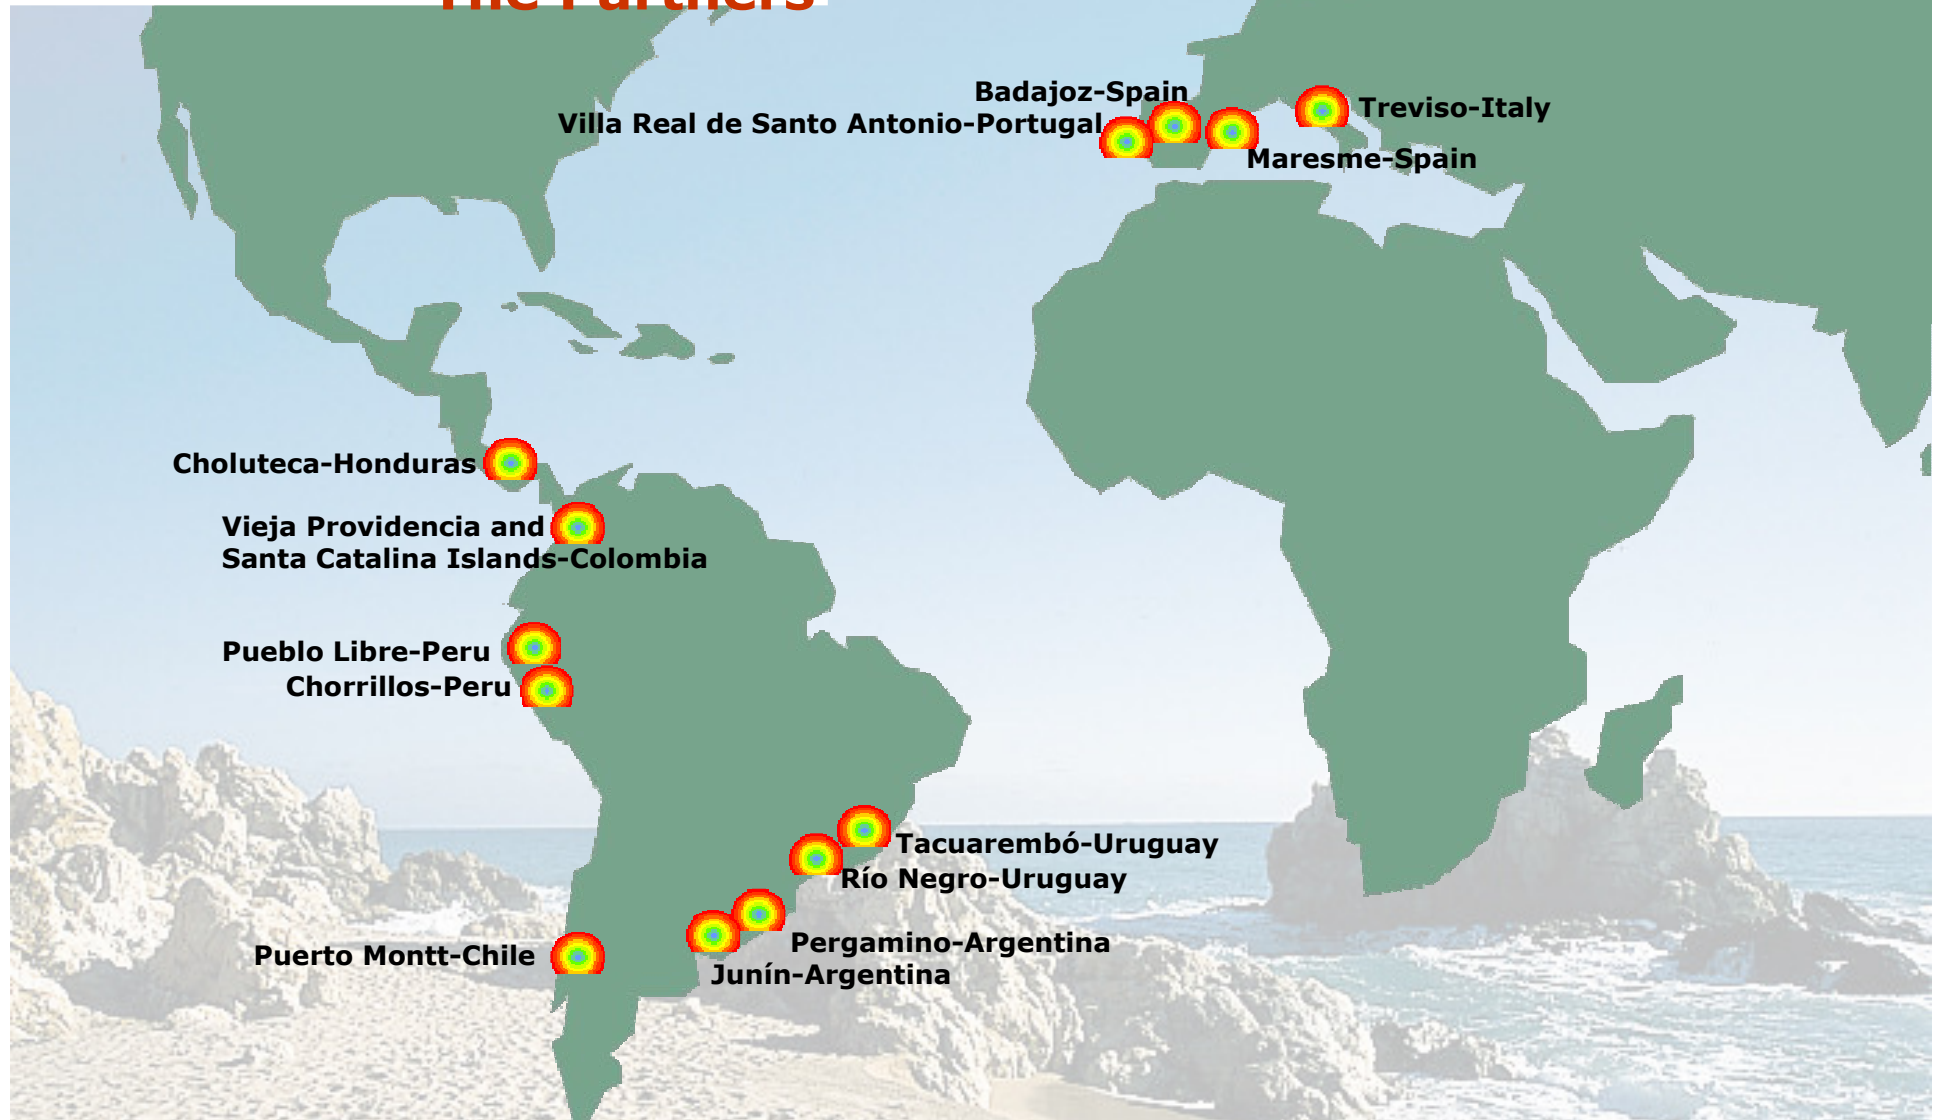 The Partners
Badajoz-Spain
Villa Real de Santo Antonio-Portugal
Treviso-Italy
Maresme-Spain
Choluteca-Honduras
Vieja Providencia and
Santa Catalina Islands-Colombia
Pueblo Libre-Peru
Chorrillos-Peru
Tacuarembó-Uruguay
Río Negro-Uruguay
Pergamino-Argentina
Puerto Montt-Chile
Junín-Argentina